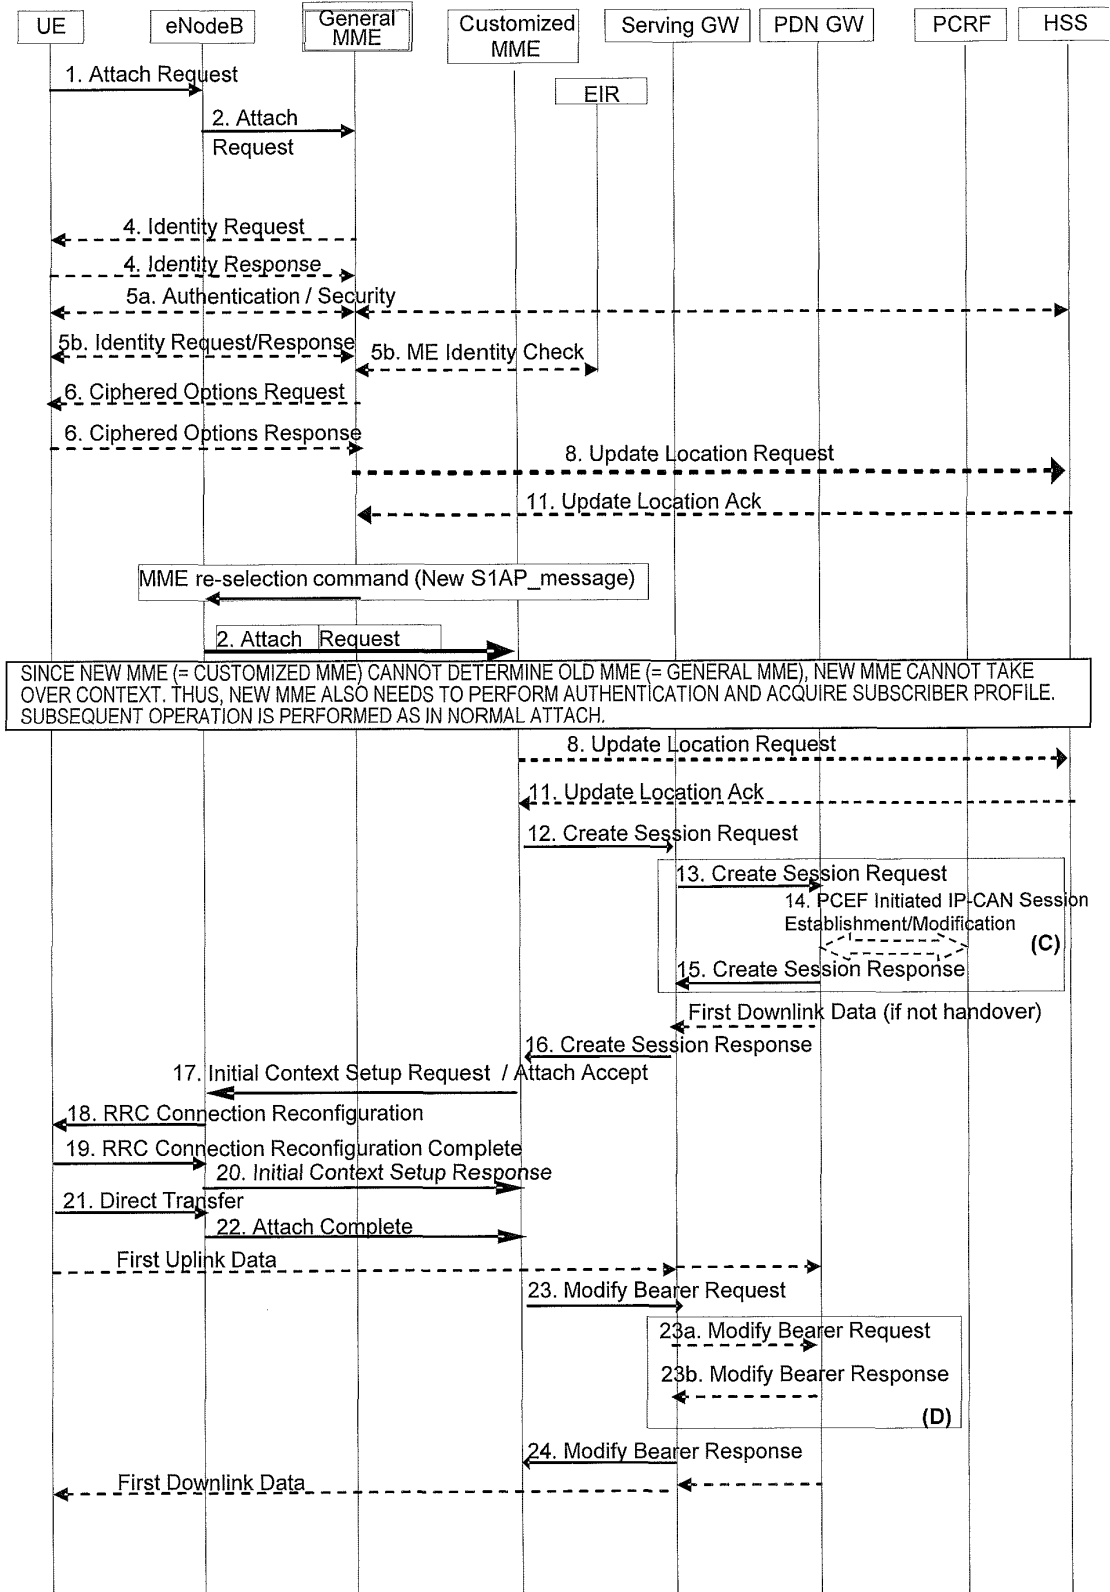 UE
eNodeB
General
MME
Customized
MME
Serving GW
PDN GW
PCRF
HSS
EIR
1. Attach Request
2. Attach
Request
4. Identity Request
4. Identity Response
5a. Authentication / Security
5b. Identity Request/Response
5b. ME Identity Check
6. Ciphered Options Request
6. Ciphered Options Response
8. Update Location Request
11. Update Location Ack
MME re-selection command (New S1AP_message)
2. Attach Request
SINCE NEW MME (= CUSTOMIZED MME) CANNOT DETERMINE OLD MME (= GENERAL MME), NEW MME CANNOT TAKE
OVER CONTEXT. THUS, NEW MME ALSO NEEDS TO PERFORM AUTHENTICATION AND ACQUIRE SUBSCRIBER PROFILE.
SUBSEQUENT OPERATION IS PERFORMED AS IN NORMAL ATTACH.
8. Update Location Request
11. Update Location Ack
12. Create Session Request
13. Create Session Request
14. PCEF Initiated IP-CAN Session
Establishment/Modification
(C)
15. Create Session Response
First Downlink Data (if not handover)
16. Create Session Response
17. Initial Context Setup Request / Attach Accept
18. RRC Connection Reconfiguration
19. RRC Connection Reconfiguration Complete
20. Initial Context Setup Response
21. Direct Transfer
22. Attach Complete
First Uplink Data
23. Modify Bearer Request
23a. Modify Bearer Request
23b. Modify Bearer Response
(D)
24. Modify Bearer Response
First Downlink Data